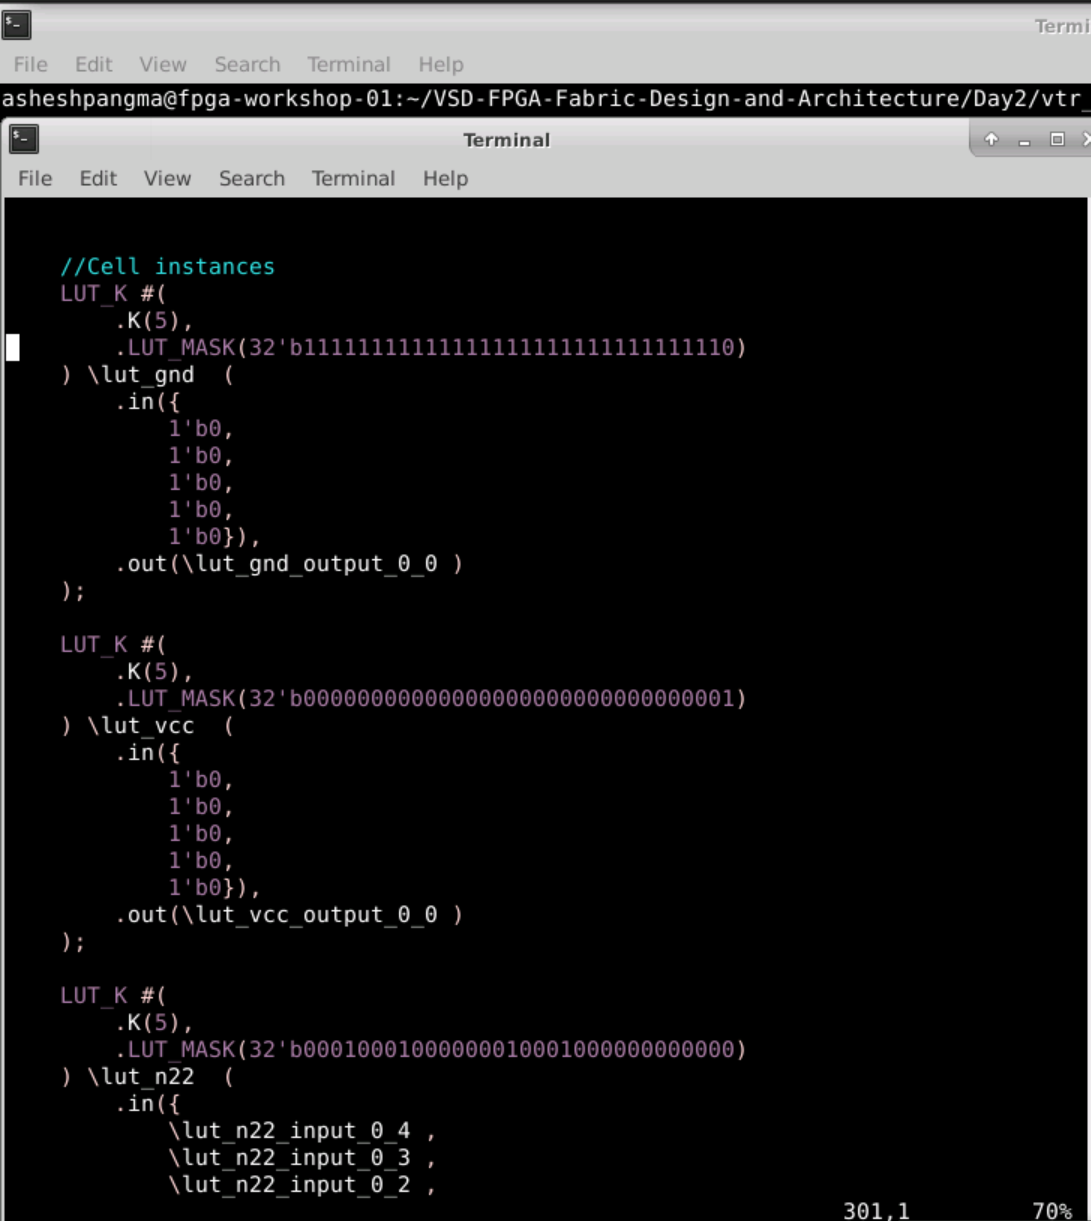 Termi
File Edit View Search Terminal Help
asheshpangma@fpga-workshop-01:~/VSD-FPGA-Fabric-Design-and-Architecture/Day2/vtr_
Terminal
File Edit View Search Terminal Help
//Cell instances
LUT_K #(
.K(5),
.LUT_MASK(32'b11111111111111111111111111111110)
) \lut_gnd  (
.in({
1'b0,
1'b0,
1'b0,
1'b0,
1'b0}),
.out(\lut_gnd_output_0_0 )
);
LUT_K #(
.K(5),
.LUT_MASK(32'b00000000000000000000000000000001)
) \lut_vcc  (
.in({
1'b0,
1'b0,
1'b0,
1'b0,
1'b0}),
.out(\lut_vcc_output_0_0 )
);
LUT_K #(
.K(5),
.LUT_MASK(32'b00010001000000010001000000000000)
) \lut_n22  (
.in({
\lut_n22_input_0_4 ,
\lut_n22_input_0_3 ,
\lut_n22_input_0_2 ,
301,1 70%